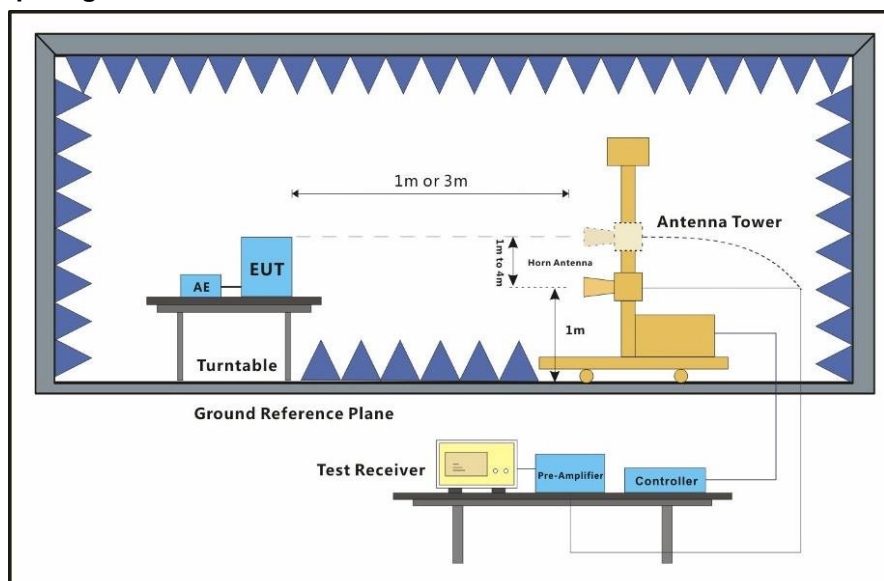 1m or 3m
Antenna Tower
1m to 4m
Horn Antenna
EUT
AE
1m
Turntable
Ground Reference Plane
Test Receiver
Pre-Amplifier
Controller